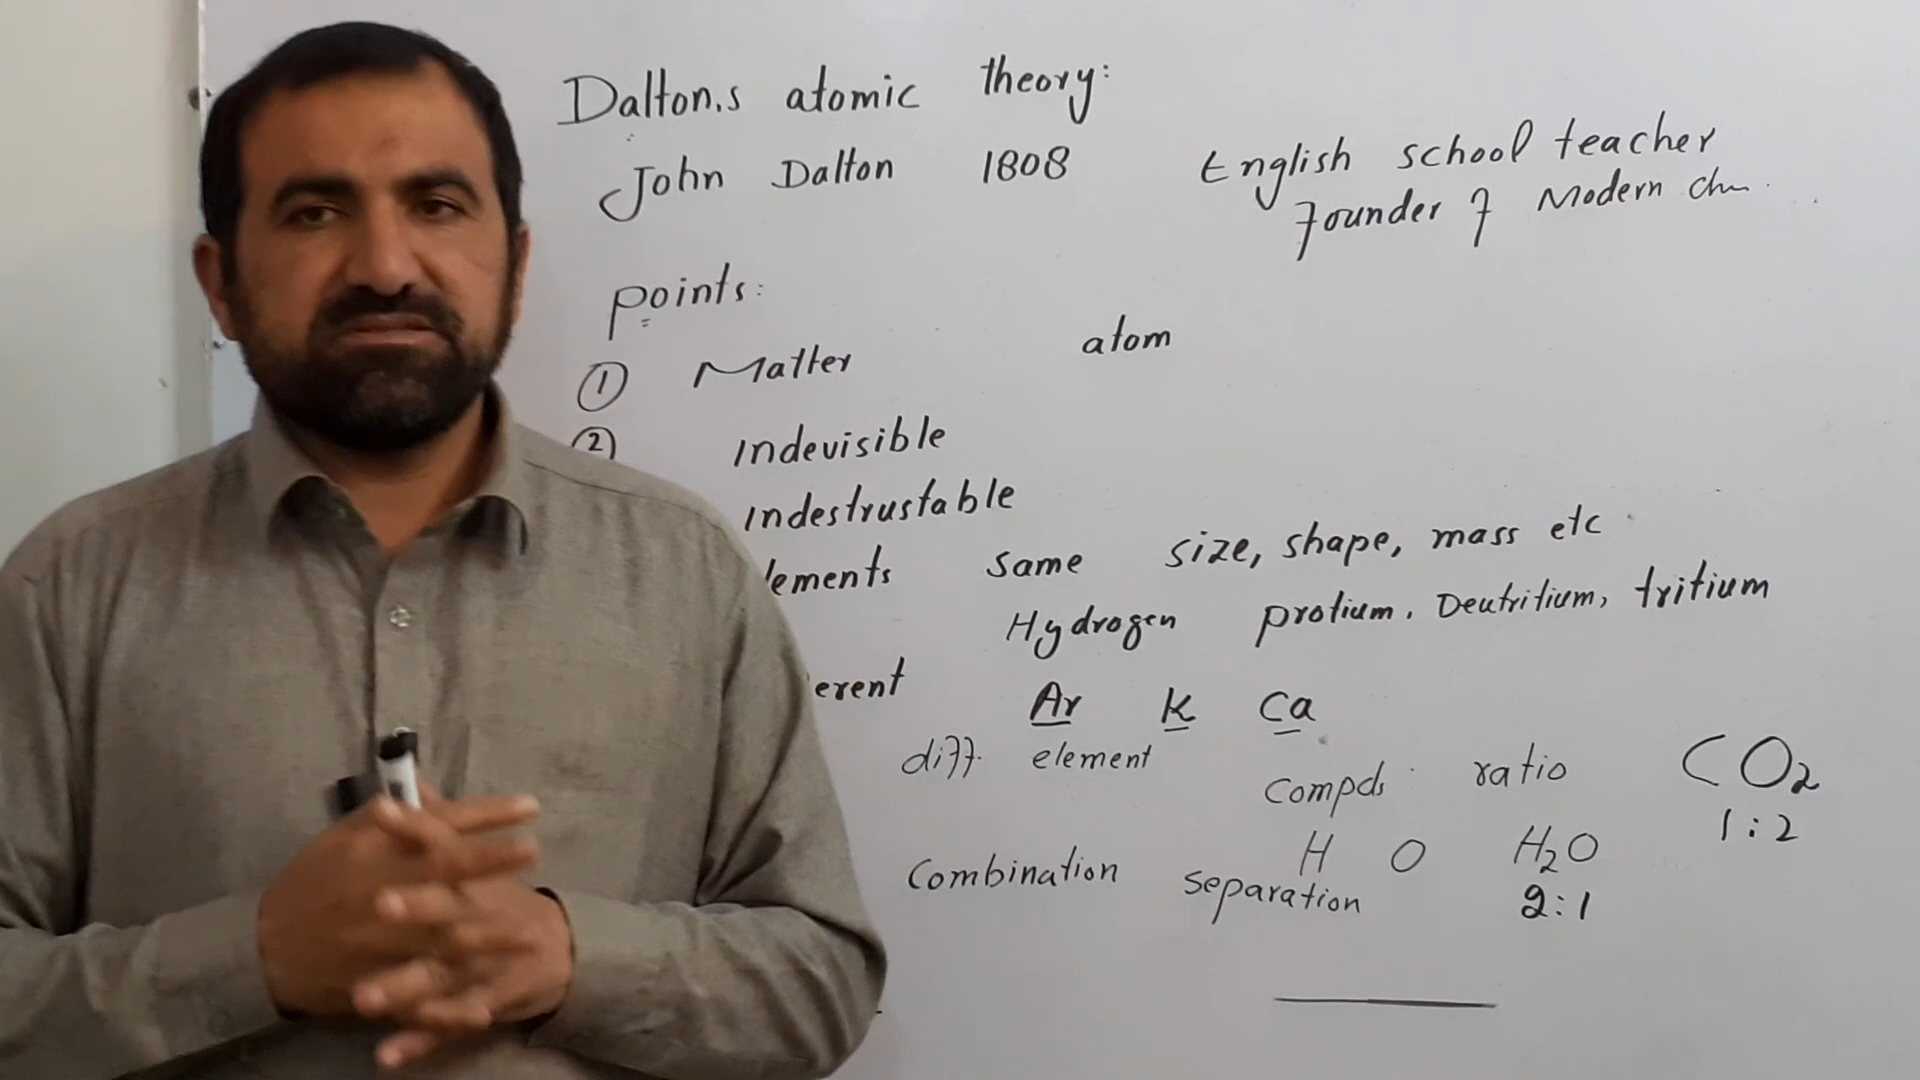 Dalton.s atomic theory:
John Dalton 1808 English school teacher
Founder of Modern
Points:
1 Matter atom
2 Indevisible
Indestrustable
lements Same size, shape, mass etc
Hydrogen protium. Deutritium, tritium
erent Ar K Ca
diff. element compds ratio CO2
1:2
H O H2O
Combination separation 2:1